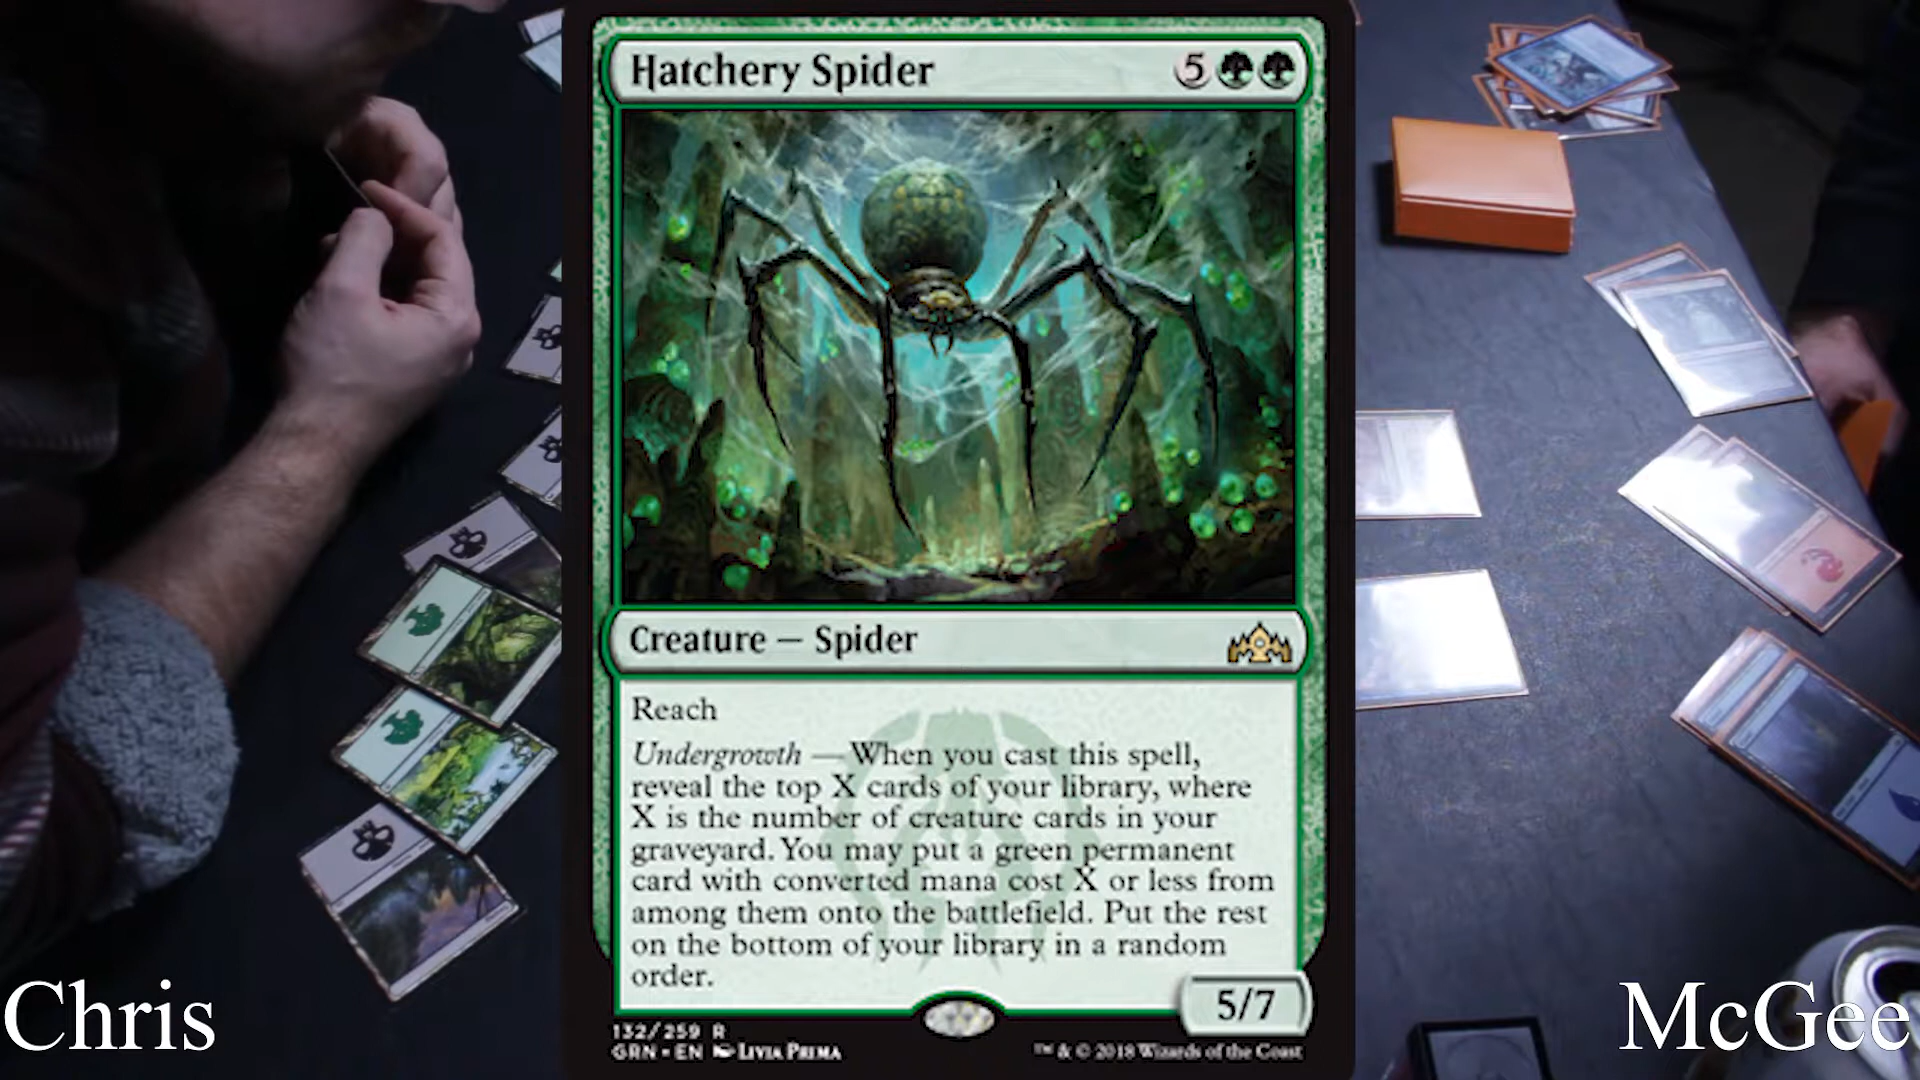 Hatchery Spider
5
Creature — Spider
Reach
Undergrowth — When you cast this spell,
reveal the top X cards of your library, where
X is the number of creature cards in your
graveyard. You may put a green permanent
card with converted mana cost X or less from
among them onto the battlefield. Put the rest
on the bottom of your library in a random
order.
5/7
132/259 R
GRN • EN Livia Prima
™ & © 2018 Wizards of the Coast
Chris
McGee